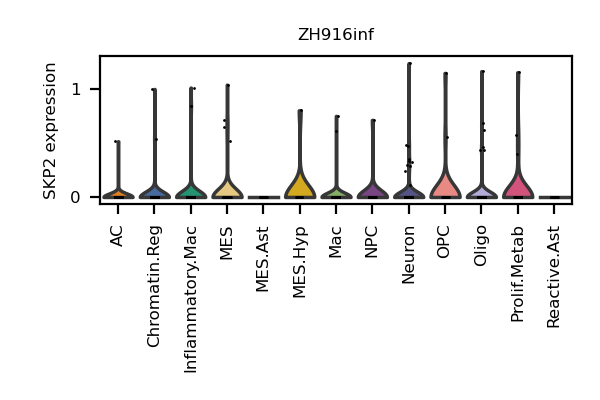 ZH916inf
SKP2 expression
1
0
AC
Chromatin.Reg
Inflammatory.Mac
MES
MES.Ast
MES.Hyp
Mac
NPC
Neuron
OPC
Oligo
Prolif.Metab
Reactive.Ast